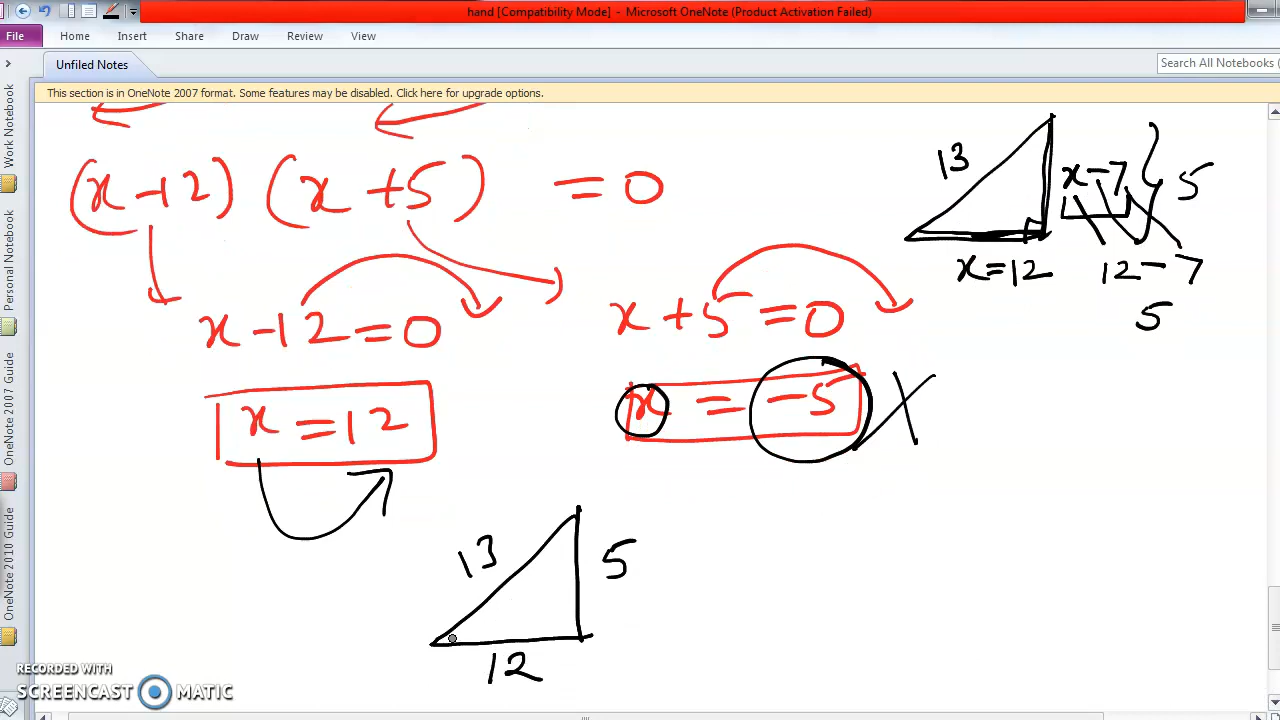 hand [Compatibility Mode] - Microsoft OneNote (Product Activation Failed)
File Home Insert Share Draw Review View
Unfiled Notes
Search All Notebooks
This section is in OneNote 2007 format. Some features may be disabled. Click here for upgrade options.
Work Notebook
Personal Notebook
OneNote 2007 Guide
OneNote 2010 Guide
(x - 12) (x + 5) = 0
x - 12 = 0
x + 5 = 0
x = 12
x = -5
13
x - 7
5
x = 12
12 - 7
5
13
5
12
RECORDED WITH
SCREENCAST MATIC